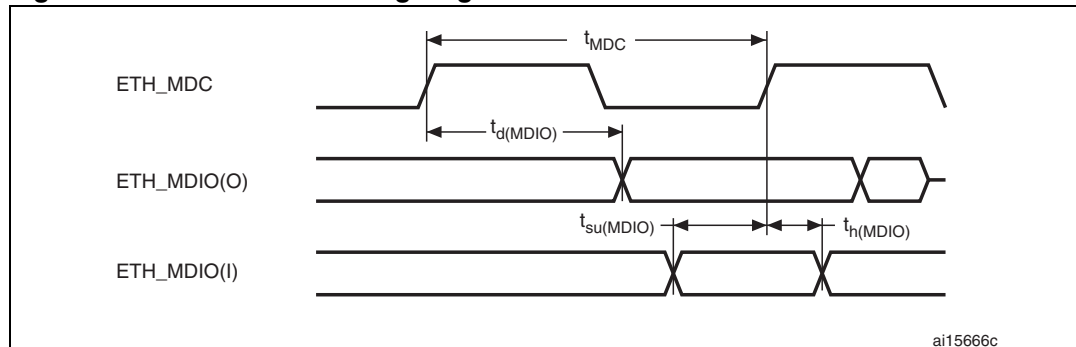 tMDC
ETH_MDC
td(MDIO)
ETH_MDIO(O)
tsu(MDIO)
th(MDIO)
ETH_MDIO(I)
ai15666c